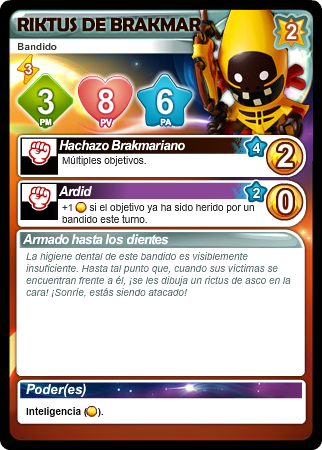 RIKTUS DE BRAKMAR
2
Bandido
3
3
PM
8
PV
6
PA
Hachazo Brakmariano
4
2
Múltiples objetivos.
Ardid
2
0
+1 si el objetivo ya ha sido herido por un
bandido este turno.
Armado hasta los dientes
La higiene dental de este bandido es visiblemente
insuficiente. Hasta tal punto que, cuando sus víctimas se
encuentran frente a él, ¡se les dibuja un rictus de asco en la
cara! ¡Sonríe, estás siendo atacado!
Poder(es)
Inteligencia ( ).